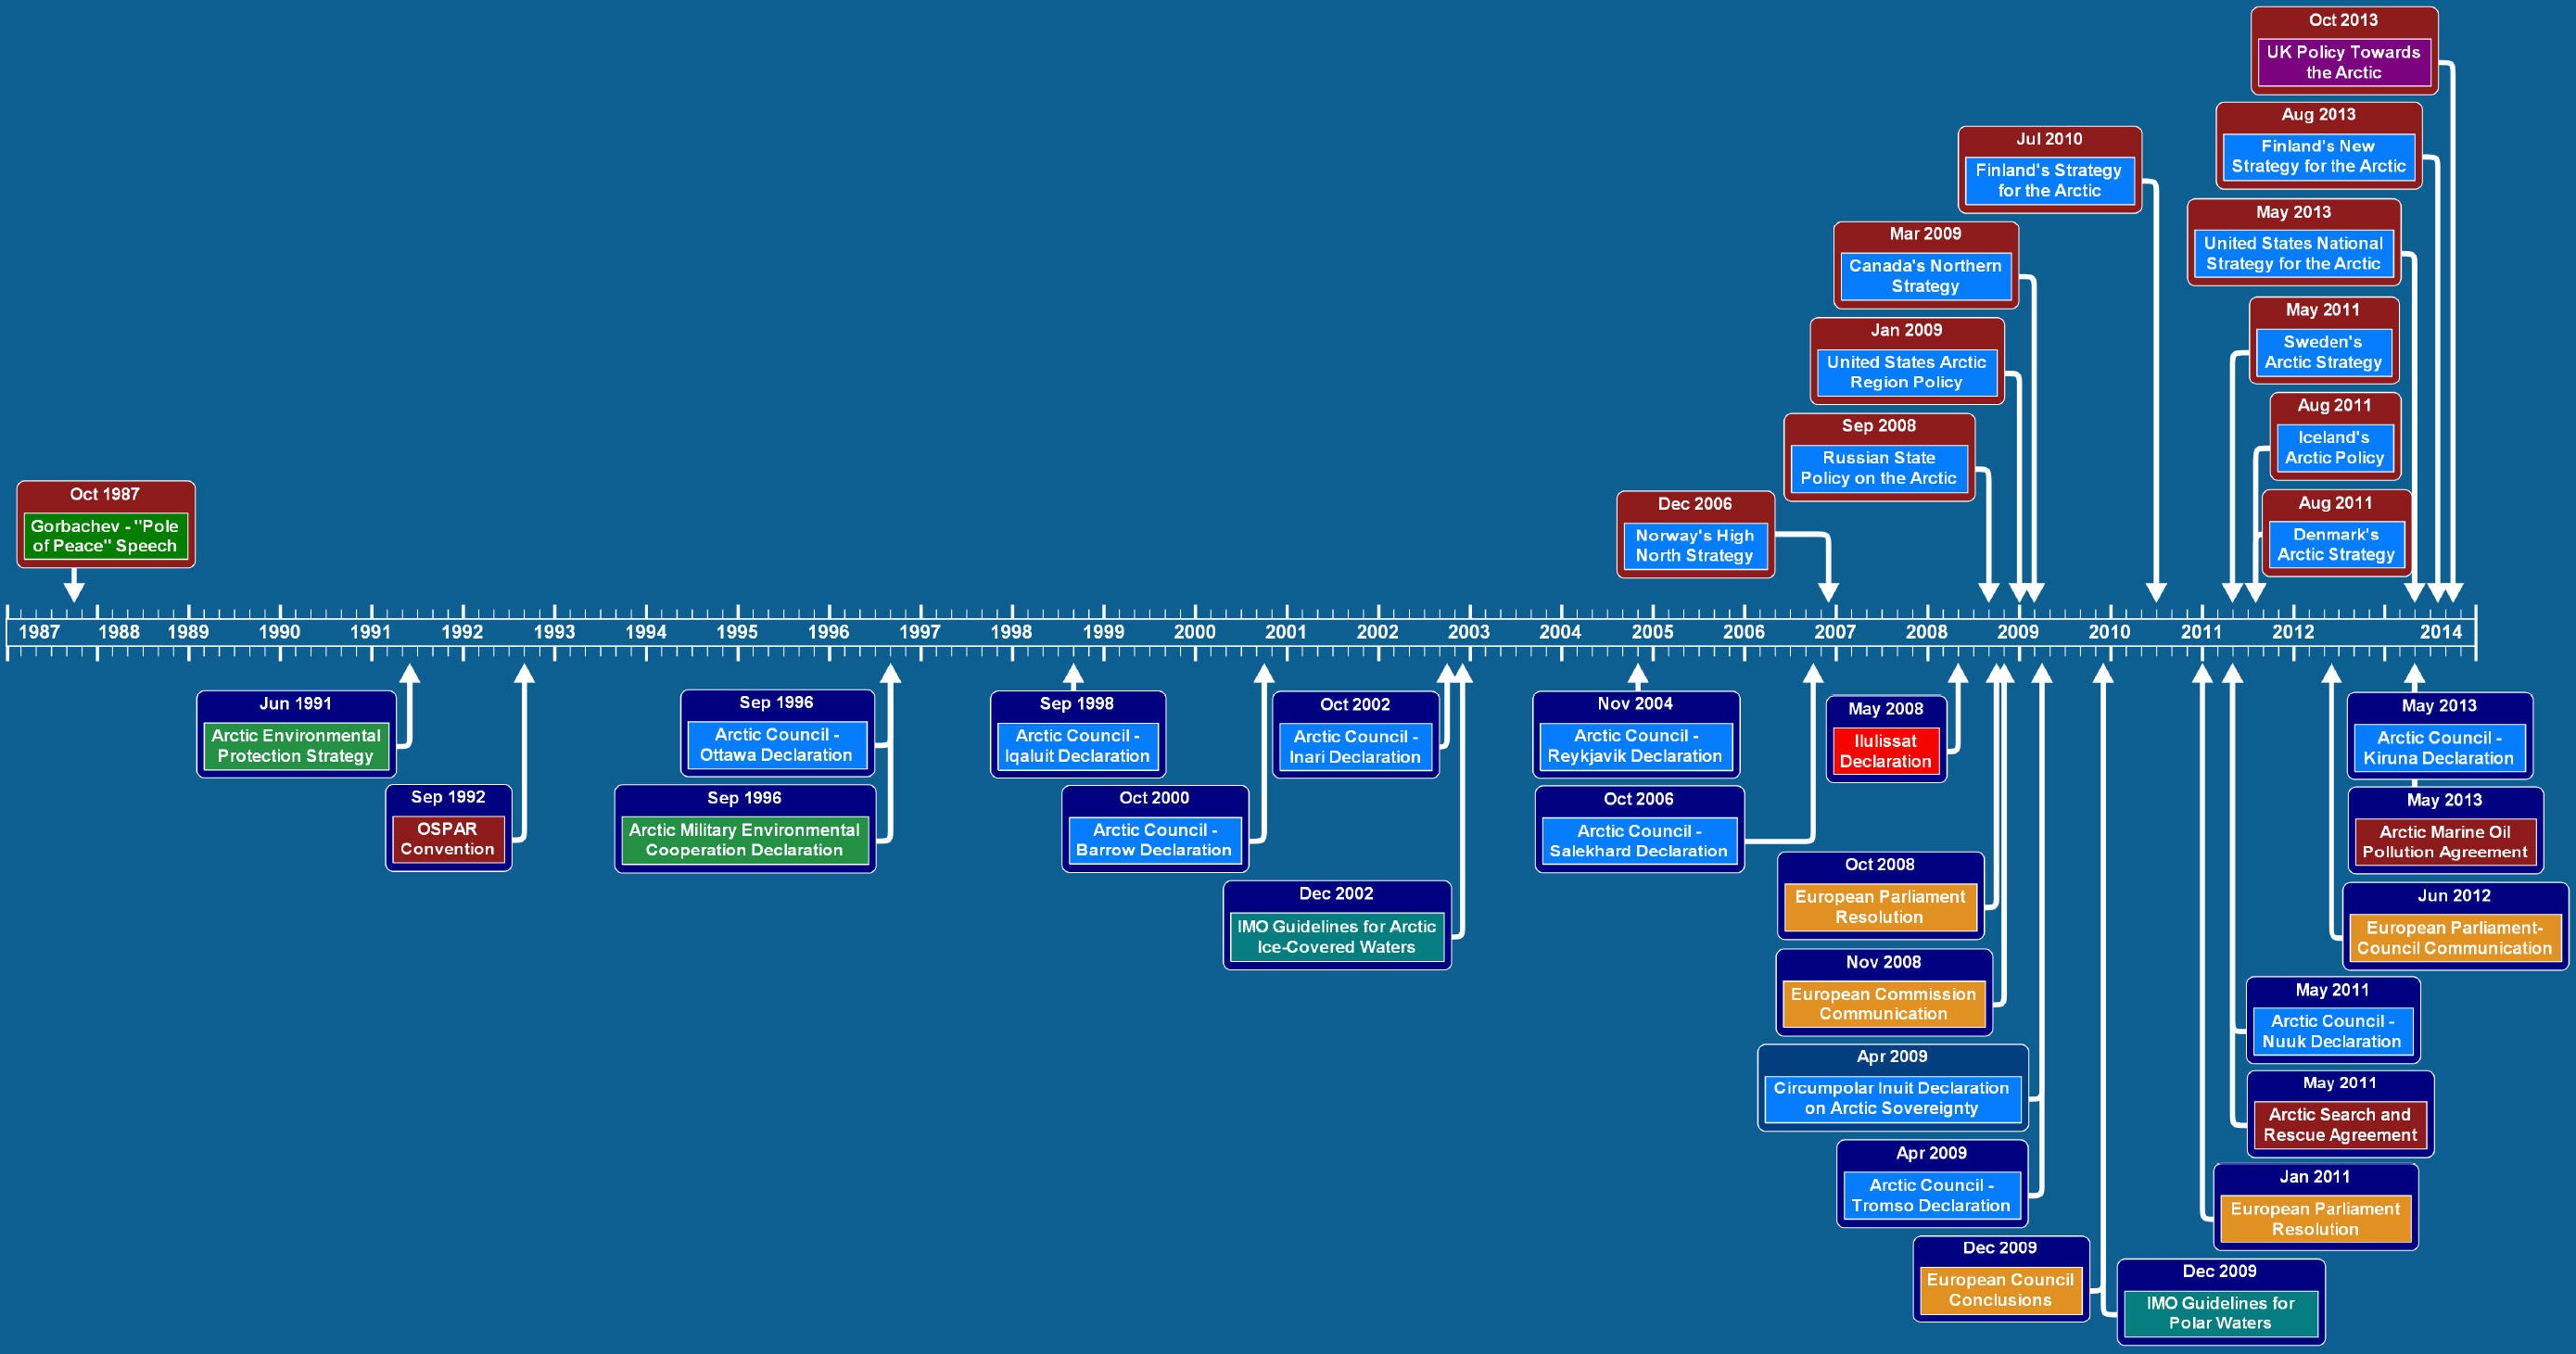 Oct 2013
UK Policy Towards
the Arctic
Aug 2013
Finland's New
Strategy for the Arctic
Jul 2010
Finland's Strategy
for the Arctic
May 2013
United States National
Strategy for the Arctic
Mar 2009
Canada's Northern
Strategy
May 2011
Sweden's
Arctic Strategy
Jan 2009
United States Arctic
Region Policy
Aug 2011
Iceland's
Arctic Policy
Sep 2008
Russian State
Policy on the Arctic
Oct 1987
Gorbachev - "Pole
of Peace" Speech
Dec 2006
Norway's High
North Strategy
Aug 2011
Denmark's
Arctic Strategy
1987 1988 1989 1990 1991 1992 1993 1994 1995 1996 1997 1998 1999 2000 2001 2002 2003 2004 2005 2006 2007 2008 2009 2010 2011 2012 2014
Jun 1991
Arctic Environmental
Protection Strategy
Sep 1992
OSPAR
Convention
Sep 1996
Arctic Council -
Ottawa Declaration
Sep 1996
Arctic Military Environmental
Cooperation Declaration
Sep 1998
Arctic Council -
Iqaluit Declaration
Oct 2000
Arctic Council -
Barrow Declaration
Oct 2002
Arctic Council -
Inari Declaration
Dec 2002
IMO Guidelines for Arctic
Ice-Covered Waters
Nov 2004
Arctic Council -
Reykjavik Declaration
Oct 2006
Arctic Council -
Salekhard Declaration
May 2008
Ilulissat
Declaration
Oct 2008
European Parliament
Resolution
Nov 2008
European Commission
Communication
Apr 2009
Circumpolar Inuit Declaration
on Arctic Sovereignty
Apr 2009
Arctic Council -
Tromso Declaration
Dec 2009
European Council
Conclusions
May 2013
Arctic Council -
Kiruna Declaration
May 2013
Arctic Marine Oil
Pollution Agreement
Jun 2012
European Parliament-
Council Communication
May 2011
Arctic Council -
Nuuk Declaration
May 2011
Arctic Search and
Rescue Agreement
Jan 2011
European Parliament
Resolution
Dec 2009
IMO Guidelines for
Polar Waters